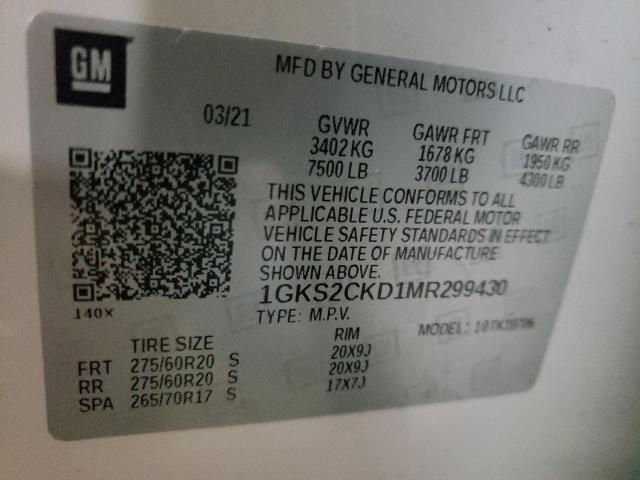 GM
MFD BY GENERAL MOTORS LLC
03/21
GVWR GAWR FRT GAWR RR
3402 KG 1678 KG 1950 KG
7500 LB 3700 LB 4300 LB
THIS VEHICLE CONFORMS TO ALL
APPLICABLE U.S. FEDERAL MOTOR
VEHICLE SAFETY STANDARDS IN EFFECT
ON THE DATE OF MANUFACTURE
SHOWN ABOVE.
1GKS2CKD1MR299430
140X
TYPE: M.P.V. MODEL:
TIRE SIZE RIM
FRT 275/60R20 S 20X9J
RR 275/60R20 S 20X9J
SPA 265/70R17 S 17X7J